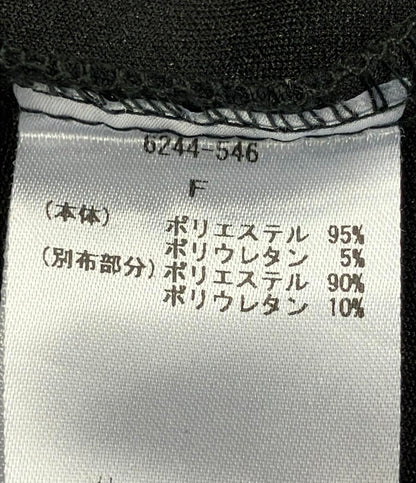 6244-546
F
(本体) ポリエステル 95%
ポリウレタン 5%
(別布部分) ポリエステル 90%
ポリウレタン 10%